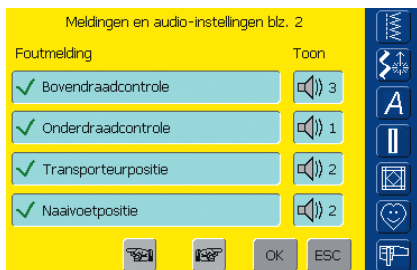 Meldingen en audio-instellingen blz. 2
Foutmelding Toon
Bovendraadcontrole 3
Onderdraadcontrole 1
Transporteurpositie 2
Naaivoetpositie 2
OK ESC
A